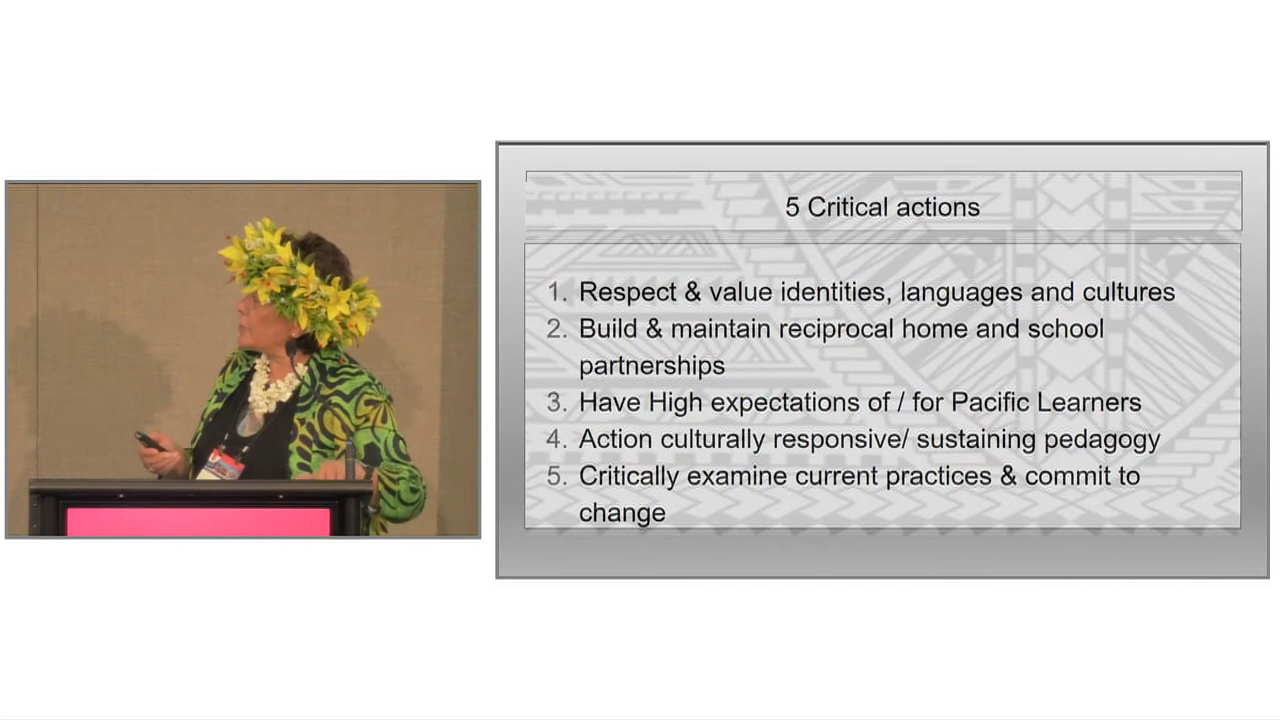 5 Critical actions
1. Respect & value identities, languages and cultures
2. Build & maintain reciprocal home and school
partnerships
3. Have High expectations of / for Pacific Learners
4. Action culturally responsive/ sustaining pedagogy
5. Critically examine current practices & commit to
change